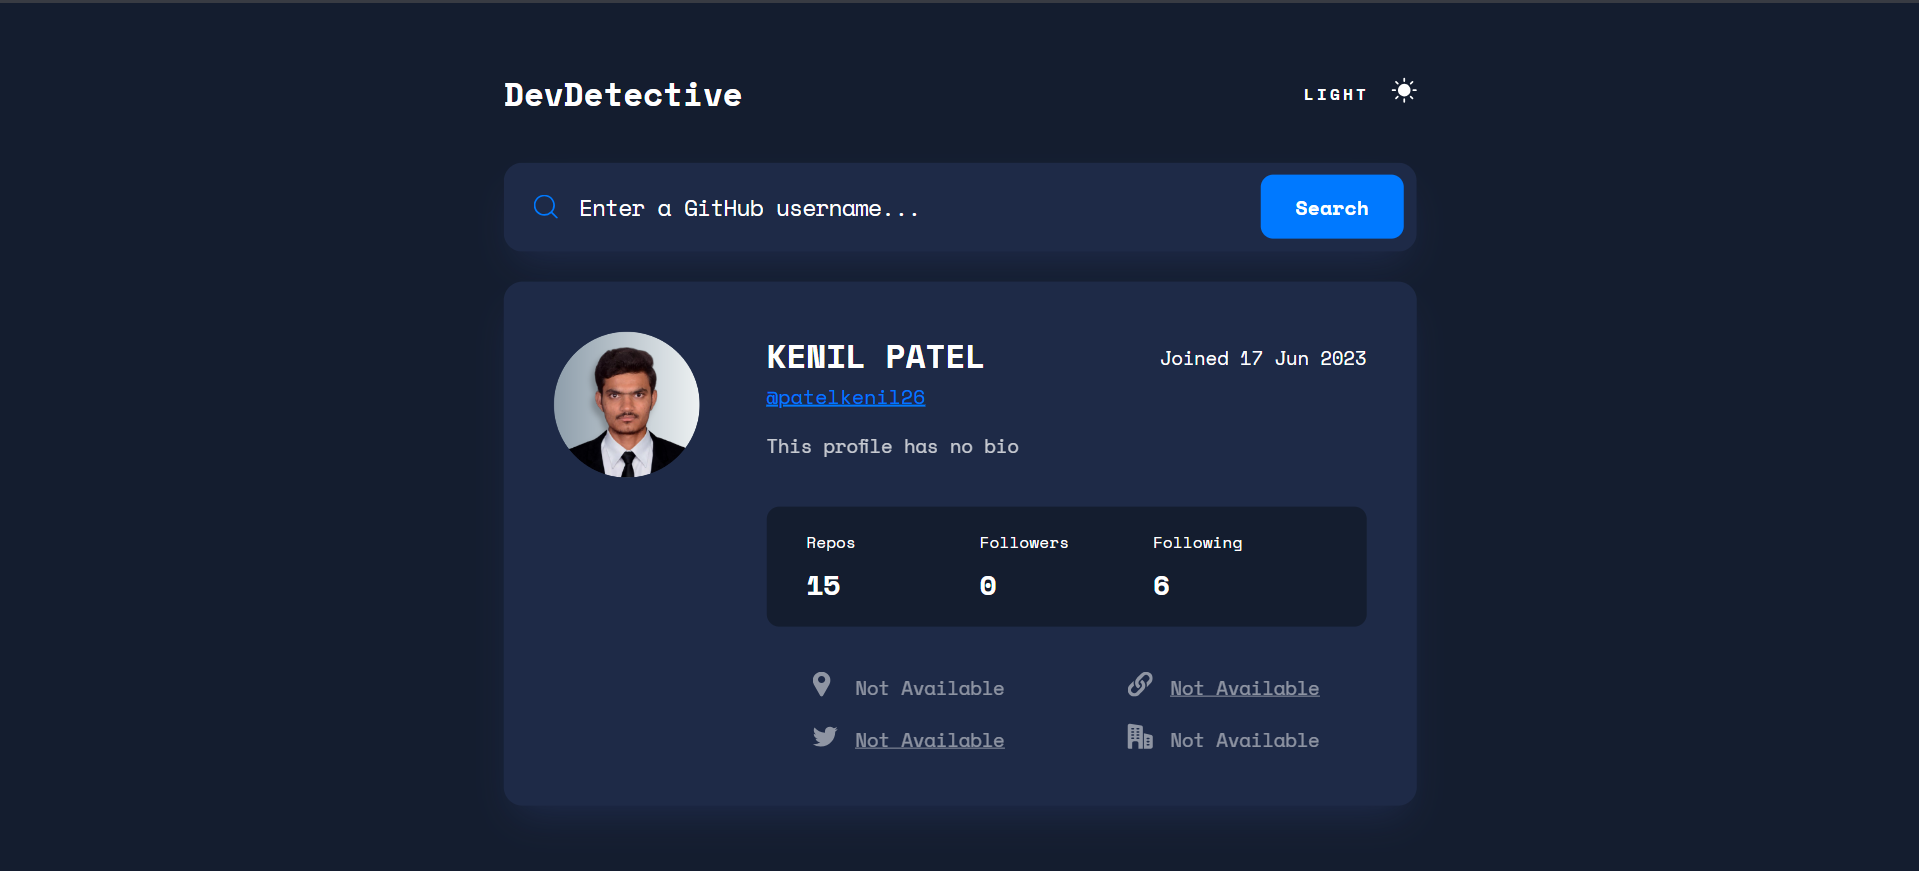 DevDetective
LIGHT
Enter a GitHub username...
Search
KENIL PATEL
Joined 17 Jun 2023
@patelkenil26
This profile has no bio
Repos Followers Following
15 0 6
Not Available Not Available
Not Available Not Available